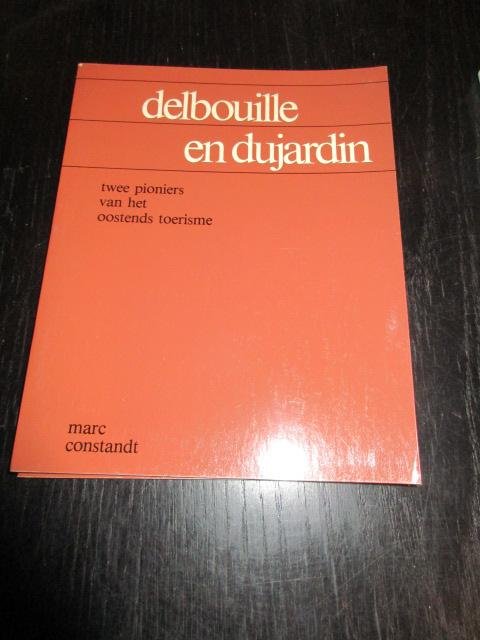 delbouille
en dujardin
twee pioniers
van het
oostends toerisme
marc
constandt